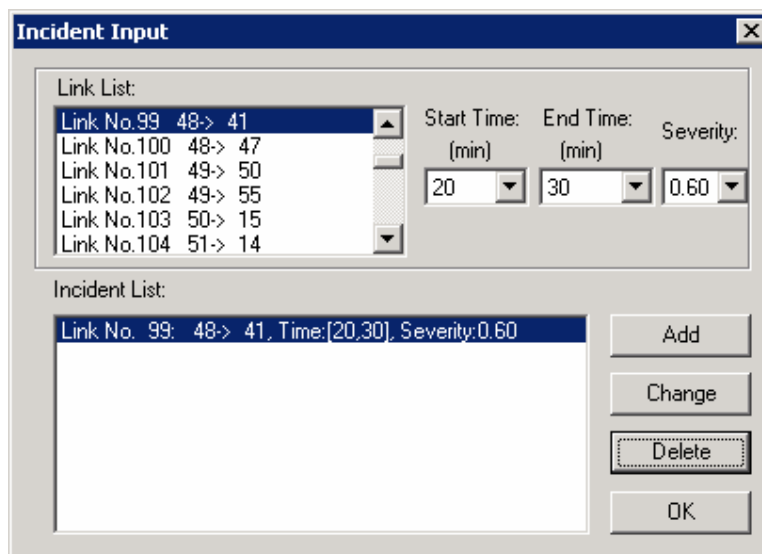 Incident Input
Link List:
Link No.99 48-> 41
Link No.100 48-> 47
Link No.101 49-> 50
Link No.102 49-> 55
Link No.103 50-> 15
Link No.104 51-> 14
Start Time:
(min)
20
End Time:
(min)
30
Severity:
0.60
Incident List:
Link No. 99: 48-> 41, Time:[20,30], Severity:0.60
Add
Change
Delete
OK